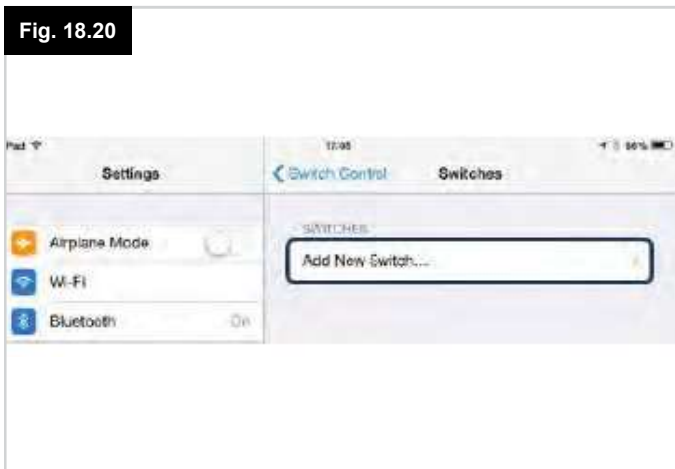 Fig. 18.20
iPad
Settings
Switch Control
Switches
SWITCHES
Add New Switch...
Airplane Mode
Wi-Fi
Bluetooth
On